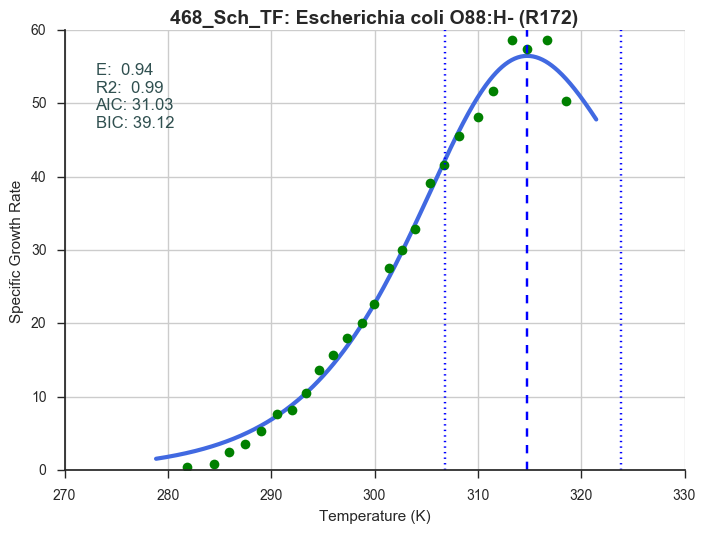 468_Sch_TF: Escherichia coli O88:H- (R172)
60
E: 0.94
R2: 0.99
AIC: 31.03
BIC: 39.12
50
40
30
20
10
0
Specific Growth Rate
270 280 290 300 310 320 330
Temperature (K)